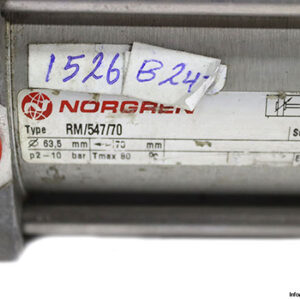 1526 B24-
NORGREN
Type RM/547/70
Ø 63,5 mm 70 mm
p2-10 bar Tmax 80 °C